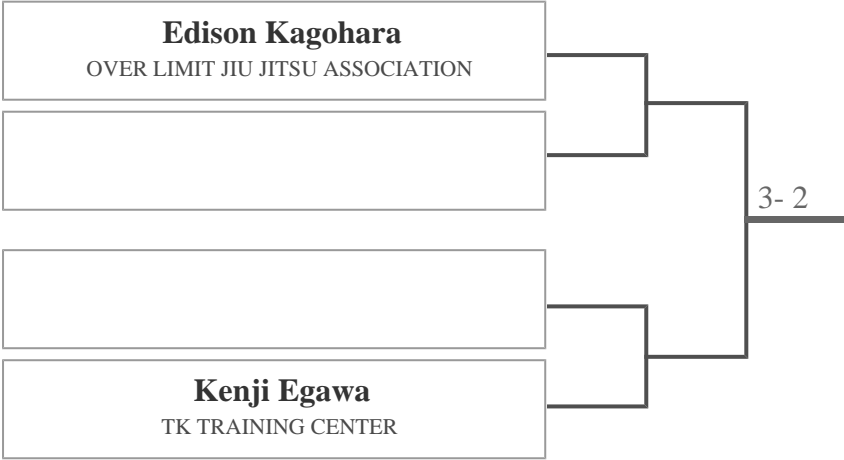 Edison Kagohara
OVER LIMIT JIU JITSU ASSOCIATION
3- 2
Kenji Egawa
TK TRAINING CENTER